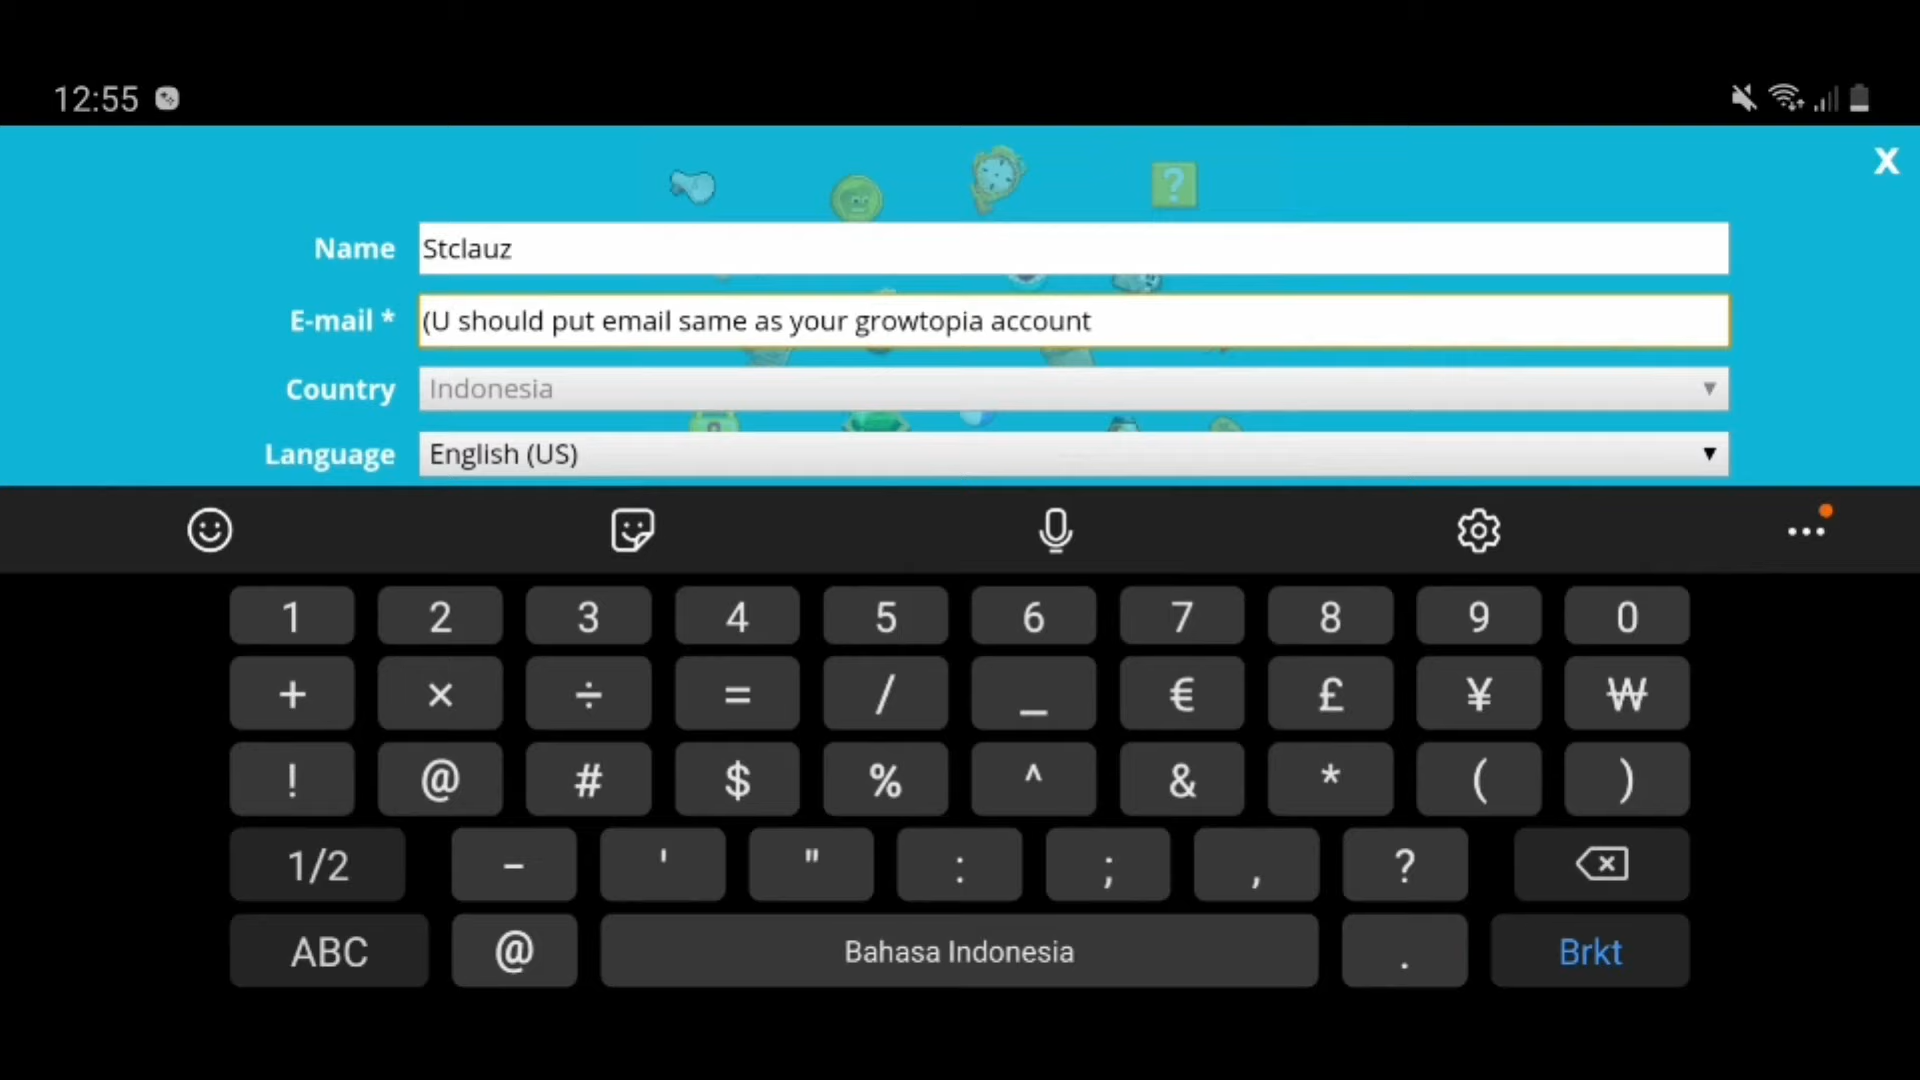 12:55
X
?
Name Stclauz
E-mail * (U should put email same as your growtopia account
Country Indonesia ▼
Language English (US) ▼
1 2 3 4 5 6 7 8 9 0
+ × ÷ = / _ € £ ¥ ₩
! @ # $ % ^ & * ( )
1/2 - ' " : ; , ?
ABC @ Bahasa Indonesia . Brkt